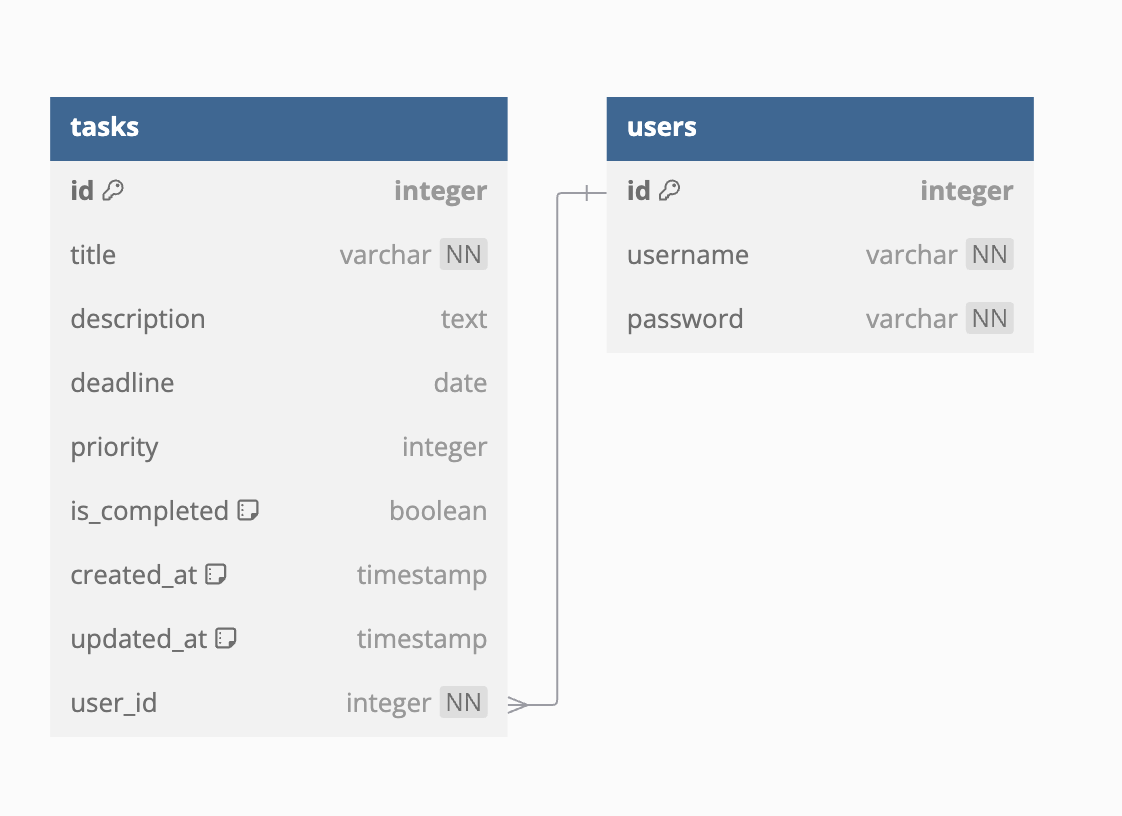 tasks
id integer
title varchar NN
description text
deadline date
priority integer
is_completed boolean
created_at timestamp
updated_at timestamp
user_id integer NN
users
id integer
username varchar NN
password varchar NN